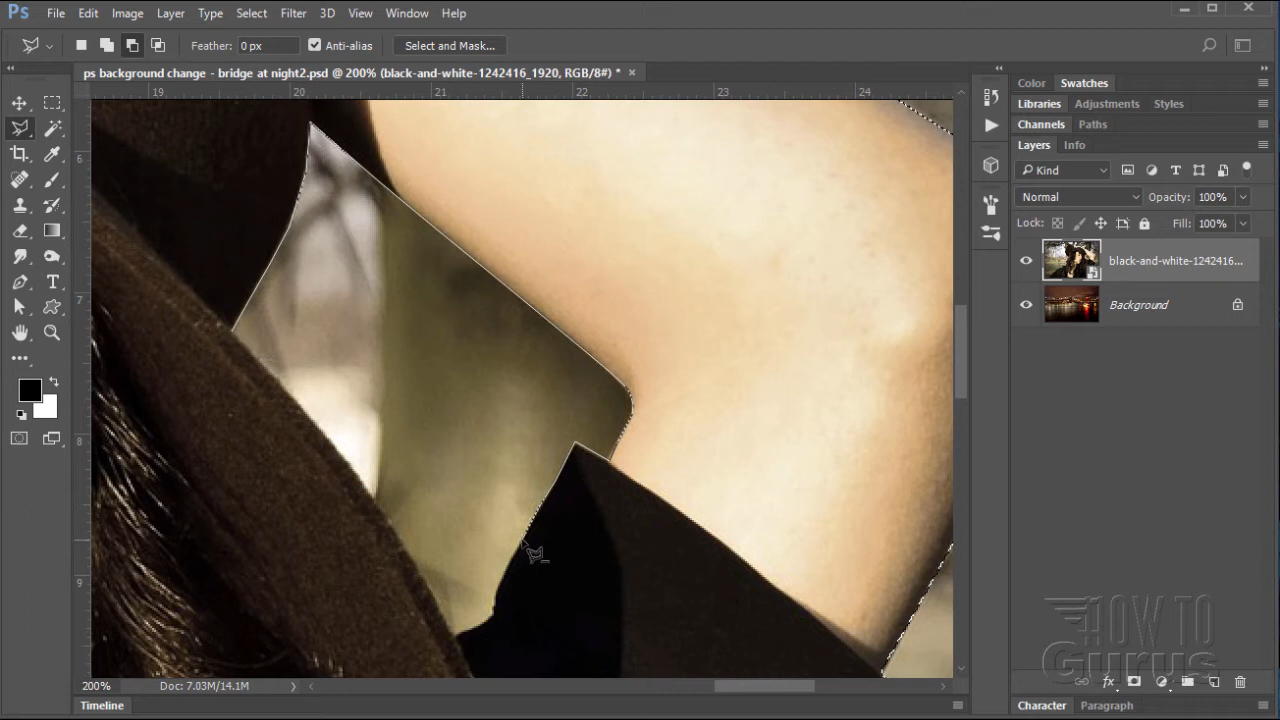 Ps File Edit Image Layer Type Select Filter 3D View Window Help
Feather: 0 px Anti-alias Select and Mask...
ps background change - bridge at night2.psd @ 200% (black-and-white-1242416_1920, RGB/8#) * ×
19 20 21 22 23 24
6
7
8
9
Color Swatches
Libraries Adjustments Styles
Channels Paths
Layers Info
Kind
Normal Opacity: 100%
Lock: Fill: 100%
black-and-white-1242416...
Background
HOW TO
Gurus
fx
200% Doc: 7.03M/14.1M
Timeline
Character Paragraph